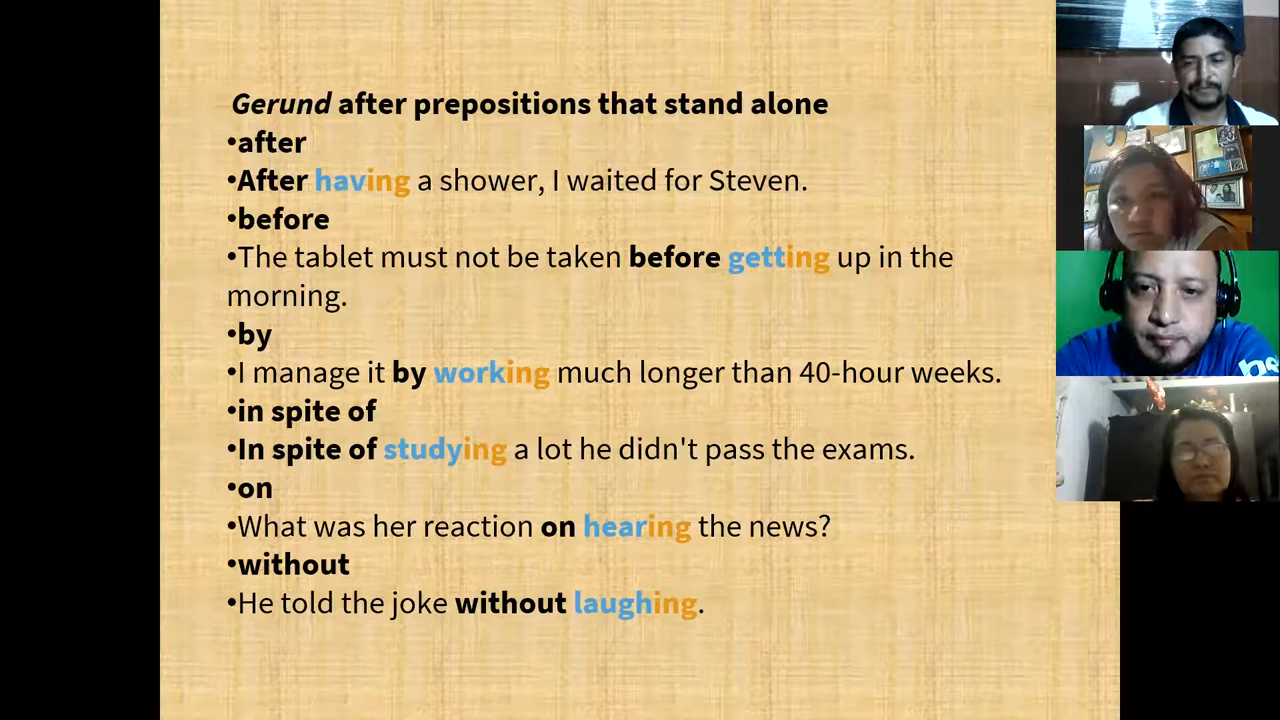 Gerund after prepositions that stand alone
•after
•After having a shower, I waited for Steven.
•before
•The tablet must not be taken before getting up in the
morning.
•by
•I manage it by working much longer than 40-hour weeks.
•in spite of
•In spite of studying a lot he didn't pass the exams.
•on
•What was her reaction on hearing the news?
•without
•He told the joke without laughing.